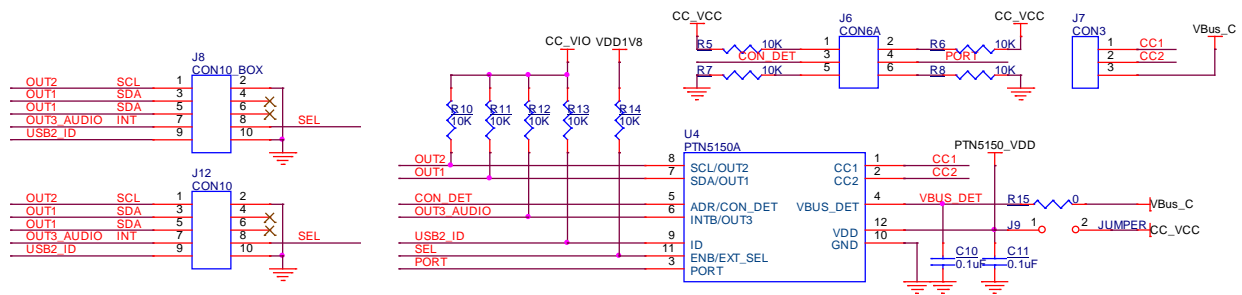 J8
CON10_BOX
OUT2 SCL 1 2
OUT1 SDA 3 4
OUT1 SDA 5 6
OUT3_AUDIO INT 7 8 SEL
USB2_ID 9 10
J12
CON10
OUT2 SCL 1 2
OUT1 SDA 3 4
OUT1 SDA 5 6
OUT3_AUDIO INT 7 8 SEL
USB2_ID 9 10
CC_VIO VDD1V8
R10 R11 R12 R13 R14
10K 10K 10K 10K 10K
CC_VCC
J6
CON6A
CC_VCC
R5 10K 1 2 R6 10K
CON_DET 3 4 PORT
R7 10K 5 6 R8 10K
J7
CON3
VBus_C
1 CC1
2 CC2
3
U4
PTN5150A
PTN5150_VDD
OUT2 8 SCL/OUT2 CC1 1 CC1
OUT1 7 SDA/OUT1 CC2 2 CC2
CON_DET 5 ADR/CON_DET VBUS_DET 4 VBUS_DET R15 0 VBus_C
OUT3_AUDIO 6 INTB/OUT3
VDD 12 J9 1 2 JUMPER CC_VCC
USB2_ID 9 ID GND 10
SEL 11 ENB/EXT_SEL
PORT 3 PORT
C10 C11
0.1uF 0.1uF